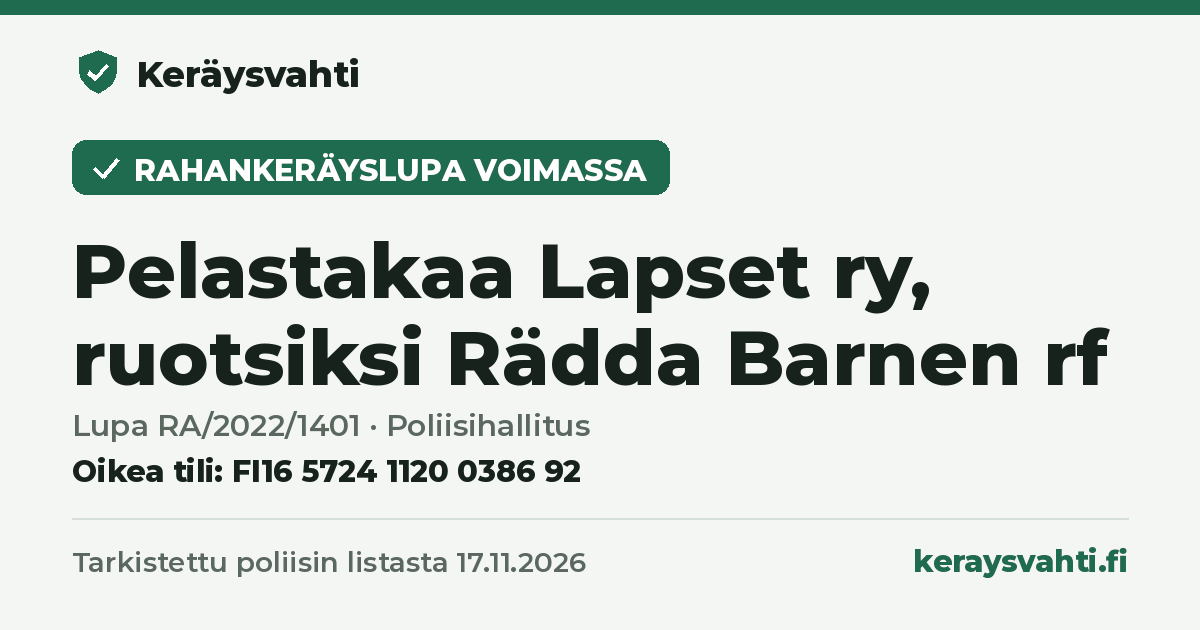 Keräysvahti
RAHANKERÄYSLUPA VOIMASSA
Pelastakaa Lapset ry,
ruotsiksi Rädda Barnen rf
Lupa RA/2022/1401 · Poliisihallitus
Oikea tili: FI16 5724 1120 0386 92
Tarkistettu poliisin listasta 17.11.2026
keraysvahti.fi